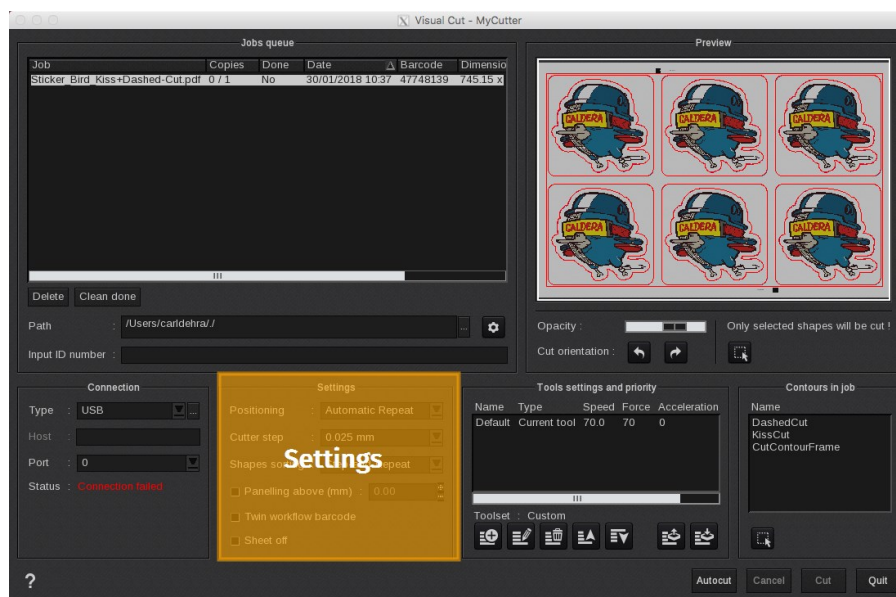 Visual Cut - MyCutter
Jobs queue
Job Copies Done Date Barcode Dimensio
Sticker_Bird_Kiss+Dashed-Cut.pdf 0 / 1 No 30/01/2018 10:37 47748139 745.15 x
Delete Clean done
Path : /Users/carldehra/./ ...
Input ID number :
Preview
CALDERA CALDERA CALDERA
CALDERA CALDERA CALDERA
Opacity : Only selected shapes will be cut !
Cut orientation :
Connection
Type : USB ...
Host :
Port : 0
Status : Connection failed
Settings
Positioning : Automatic Repeat
Cutter step : 0.025 mm
Shapes sorting Repeat
Settings
Panelling above (mm) : 0.00
Twin workflow barcode
Sheet off
Tools settings and priority
Name Type Speed Force Acceleration
Default Current tool 70.0 70 0
Toolset : Custom
Contours in job
Name
DashedCut
KissCut
CutContourFrame
?
Autocut Cancel Cut Quit